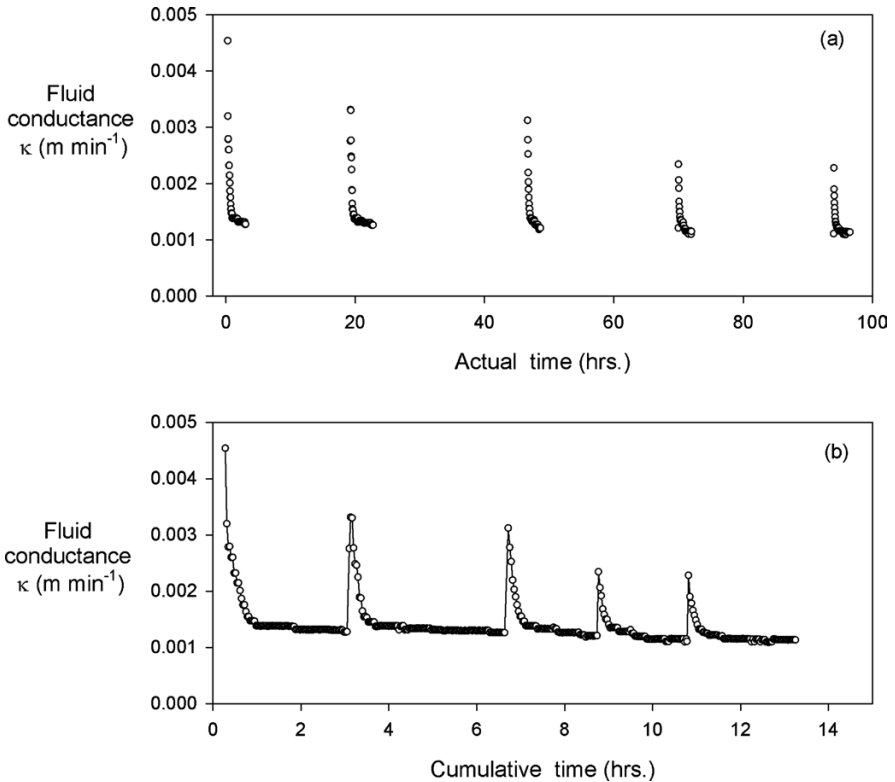 0.005
(a)
0.004
Fluid
conductance
κ (m min-1)
0.003
0.002
0.001
0.000
0 20 40 60 80 100
Actual time (hrs.)
0.005
(b)
0.004
Fluid
conductance
κ (m min-1)
0.003
0.002
0.001
0.000
0 2 4 6 8 10 12 14
Cumulative time (hrs.)